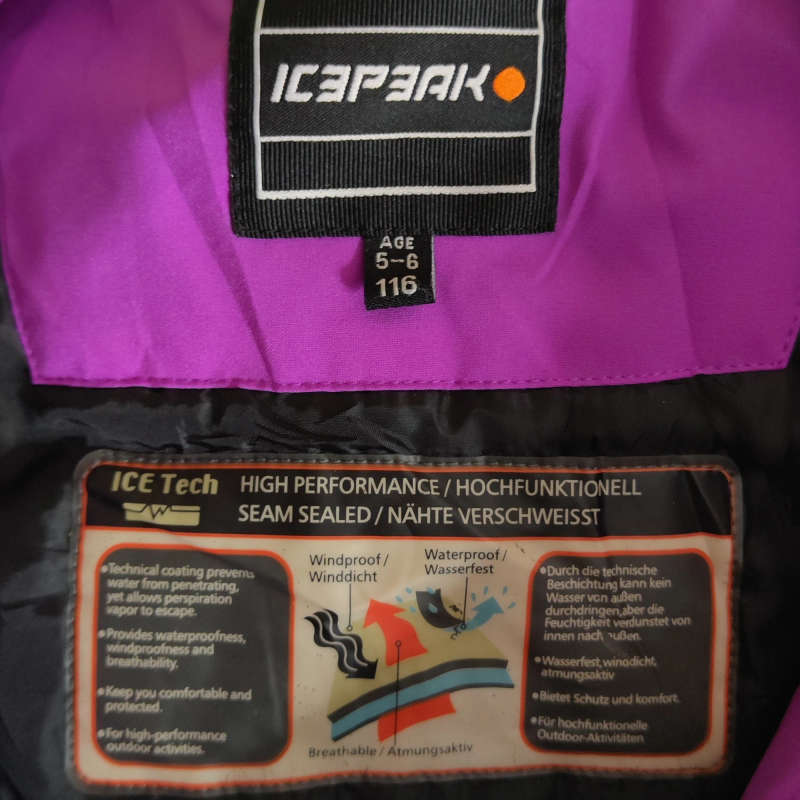 ICEPEAK
AGE
5-6
116
ICE Tech
HIGH PERFORMANCE / HOCHFUNKTIONELL
SEAM SEALED / NÄHTE VERSCHWEISST
•Technical coating prevents
water from penetrating,
yet allows perspiration
vapor to escape.
•Provides waterproofness,
windproofness and
breathability.
•Keep you comfortable and
protected.
•For high-performance
outdoor activities.
Windproof /
Winddicht
Waterproof /
Wasserfest
Breathable / Atmungsaktiv
•Durch die technische
Beschichtung kann kein
Wasser von außen
durchdringen,aber die
Feuchtigkeit verdunstet von
innen nach außen.
•Wasserfest,winddicht,
atmungsaktiv
•Bietet Schutz und komfort.
•Für hochfunktionelle
Outdoor-Aktivitäten